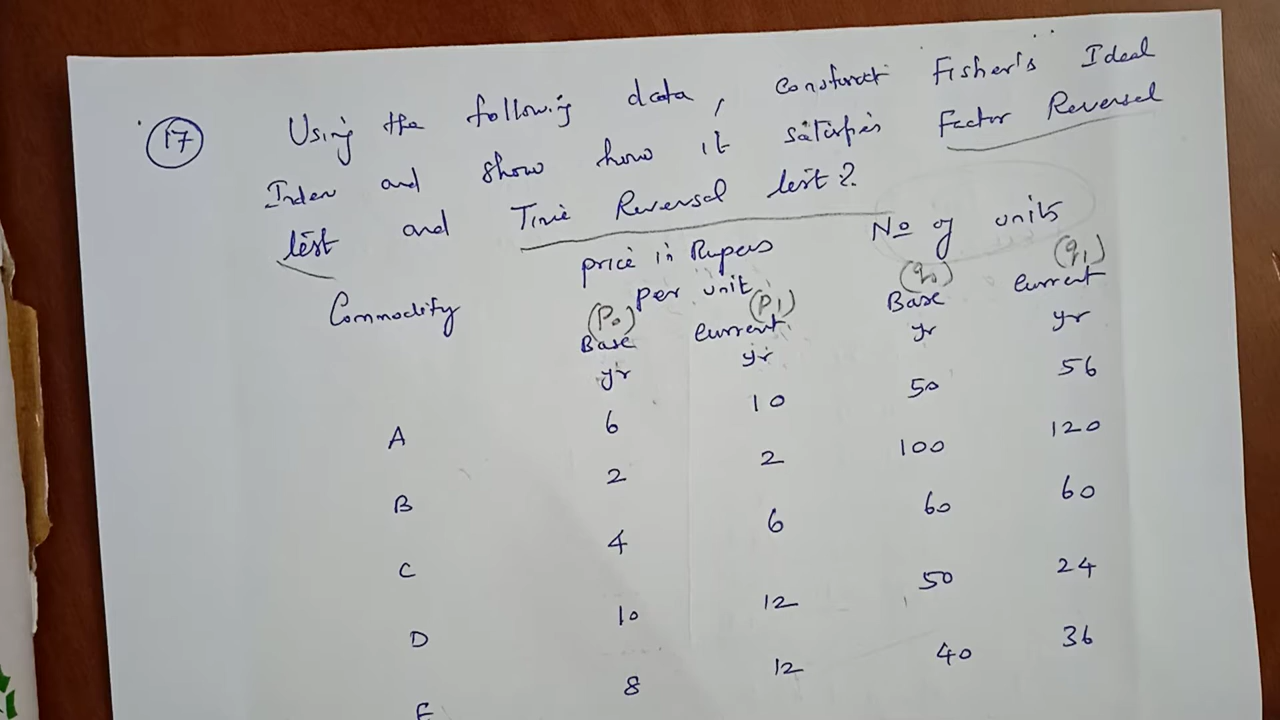 17 Using the following data, construct Fisher's Ideal
Index and show how it satisfies Factor Reversal
test and Time Reversal test?
Commodity price in Rupees per unit No of units
(P₀) Base yr (P₁) Current yr (q₀) Base yr (q₁) Current yr
A 6 10 50 56
B 2 2 100 120
C 4 6 60 60
D 10 12 50 24
E 8 12 40 36